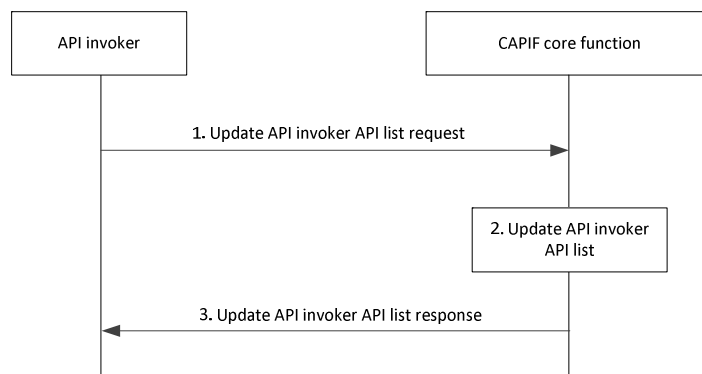 API invoker
CAPIF core function
1. Update API invoker API list request
2. Update API invoker
API list
3. Update API invoker API list response